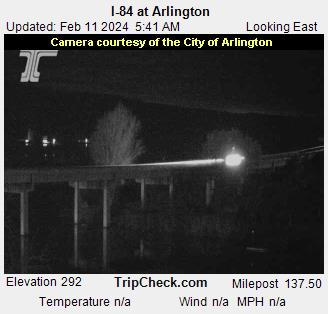 I-84 at Arlington
Updated: Feb 11 2024 5:41 AM Looking East
Camera courtesy of the City of Arlington
Elevation 292 TripCheck.com Milepost 137.50
Temperature n/a Wind n/a MPH n/a